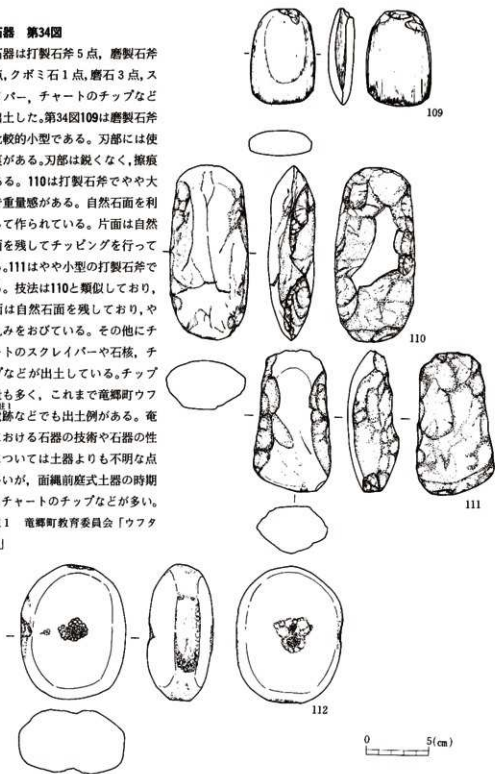 石器 第34図
石器は打製石斧5点，磨製石斧
点，クボミ石1点，磨石3点，ス
イパー，チャートのチップなど
出土した。第34図109は磨製石斧
比較的小型である。刃部には使
痕がある。刃部は鋭くなく，擦痕
ある。110は打製石斧でやや大
で重量感がある。自然石面を利
して作られている。片面は自然
面を残してチッピングを行って
る。111はやや小型の打製石斧で
る。技法は110と類似しており，
面は自然石面を残しており，や
丸みをおびている。その他にチ
ートのスクレイパーや石核，チ
プなどが出土している。チップ
量も多く，これまで竜郷町ウフ
遺跡などでも出土例がある。奄
における石器の技術や石器の性
については土器よりも不明な点
多いが，面縄前庭式土器の時期
チャートのチップなどが多い。
1 竜郷町教育委員会「ウフタ
」
109
110
111
112
0 5(cm)